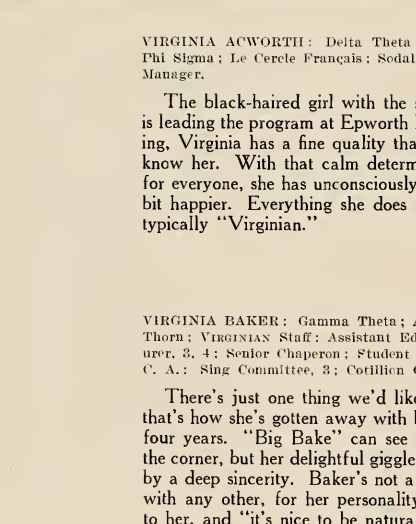 VIRGINIA ACWORTH: Delta Theta
Phi Sigma; Le Cercle Français; Sodal
Manager.
The black-haired girl with the
is leading the program at Epworth
ing, Virginia has a fine quality tha
know her. With that calm determ
for everyone, she has unconsciously
bit happier. Everything she does
typically “Virginian.”
VIRGINIA BAKER: Gamma Theta;
Thorn; VIRGINIAN Staff: Assistant Ed
urer, 3, 4; Senior Chaperon; Student
C. A.: Sing Committee, 3; Cotillion
There’s just one thing we’d like
that’s how she’s gotten away with
four years. “Big Bake” can see
the corner, but her delightful giggle
by a deep sincerity. Baker’s not a
with any other, for her personality
to her, and “it’s nice to be natura